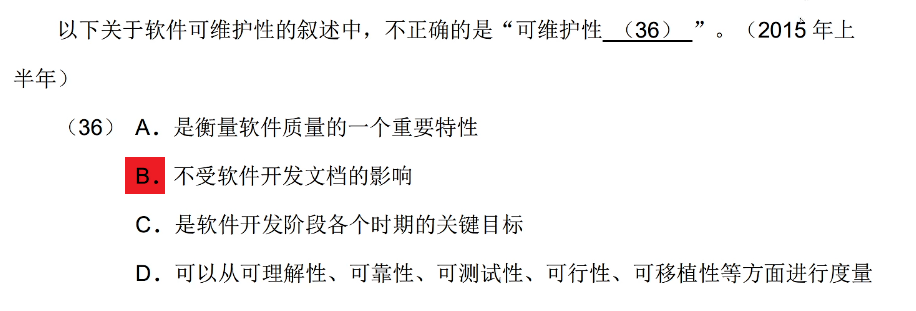 以下关于软件可维护性的叙述中，不正确的是“可维护性 （36） ”。（2015 年上
半年）
（36） A．是衡量软件质量的一个重要特性
B．不受软件开发文档的影响
C．是软件开发阶段各个时期的关键目标
D．可以从可理解性、可靠性、可测试性、可行性、可移植性等方面进行度量